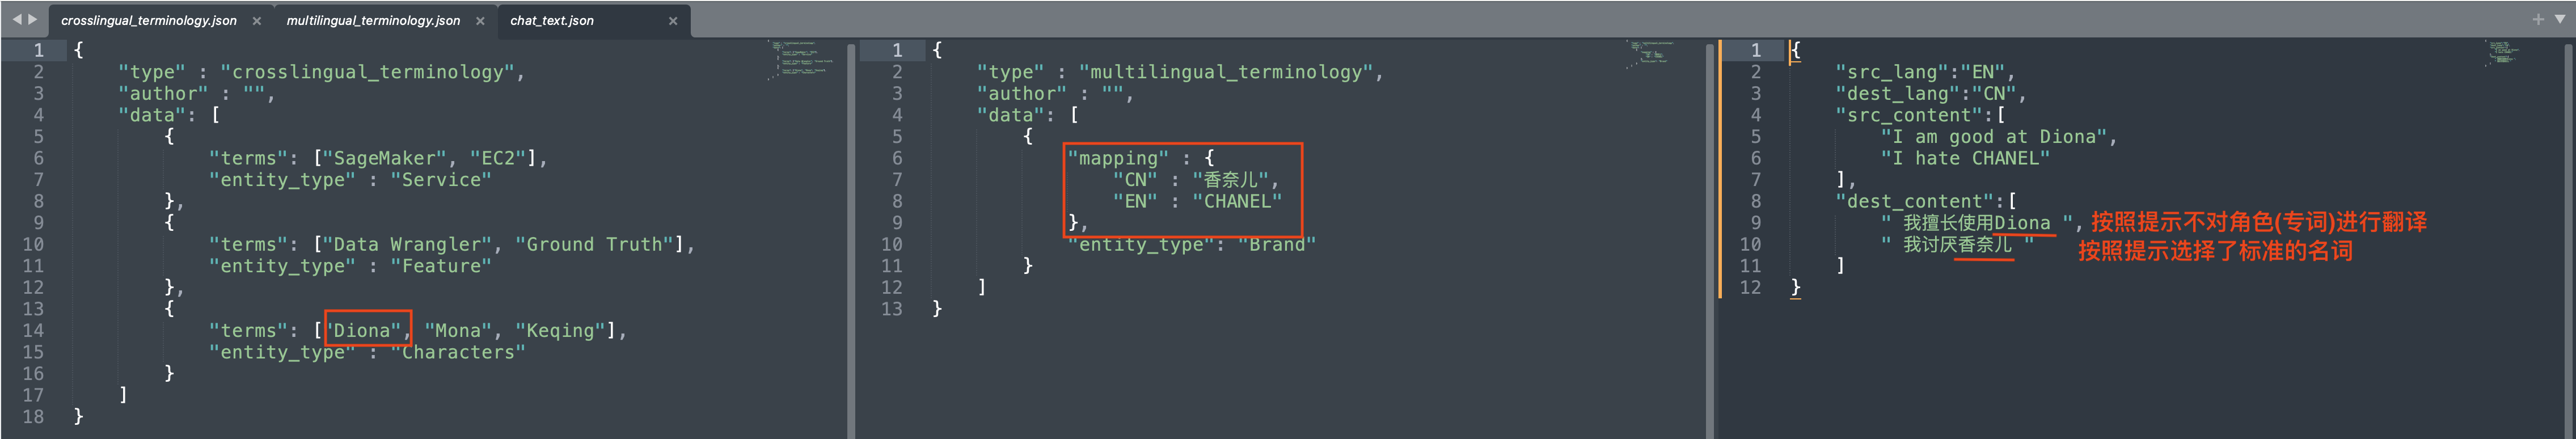 crosslingual_terminology.json
multilingual_terminology.json
chat_text.json
1 {
2 "type" : "crosslingual_terminology",
3 "author" : "",
4 "data": [
5 {
6 "terms": ["SageMaker", "EC2"],
7 "entity_type" : "Service"
8 },
9 {
10 "terms": ["Data Wrangler", "Ground Truth"],
11 "entity_type" : "Feature"
12 },
13 {
14 "terms": ["Diona", "Mona", "Keqing"],
15 "entity_type" : "Characters"
16 }
17 ]
18 }
1 {
2 "type" : "multilingual_terminology",
3 "author" : "",
4 "data": [
5 {
6 "mapping" : {
7 "CN" : "香奈儿",
8 "EN" : "CHANEL"
9 },
10 "entity_type": "Brand"
11 }
12 ]
13 }
1 {
2 "src_lang":"EN",
3 "dest_lang":"CN",
4 "src_content":[
5 "I am good at Diona",
6 "I hate CHANEL"
7 ],
8 "dest_content":[
9 " 我擅长使用Diona ", 按照提示不对角色(专词)进行翻译
10 " 我讨厌香奈儿 " 按照提示选择了标准的名词
11 ]
12 }